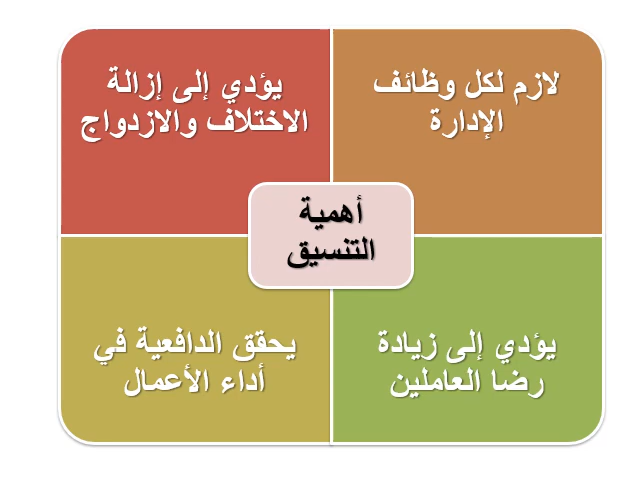 لازم لكل وظائف
الإدارة
يؤدي إلى إزالة
الاختلاف والازدواج
أهمية
التنسيق
يؤدي إلى زيادة
رضا العاملين
يحقق الدافعية في
أداء الأعمال